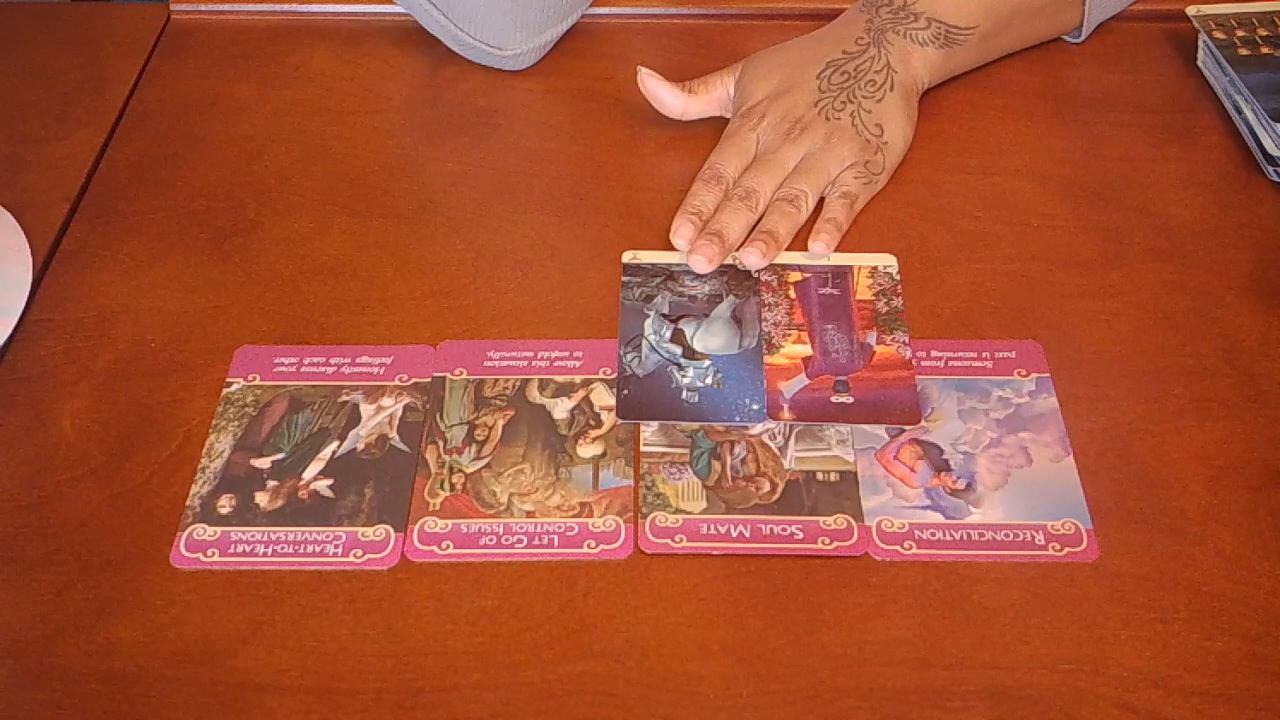 Honestly discuss your
feelings with each other
HEART-TO-HEART
CONVERSATIONS
Allow this situation
to unfold naturally.
LET GO OF
CONTROL ISSUES
SOUL MATE
Someone from
past is returning to
RECONCILIATION